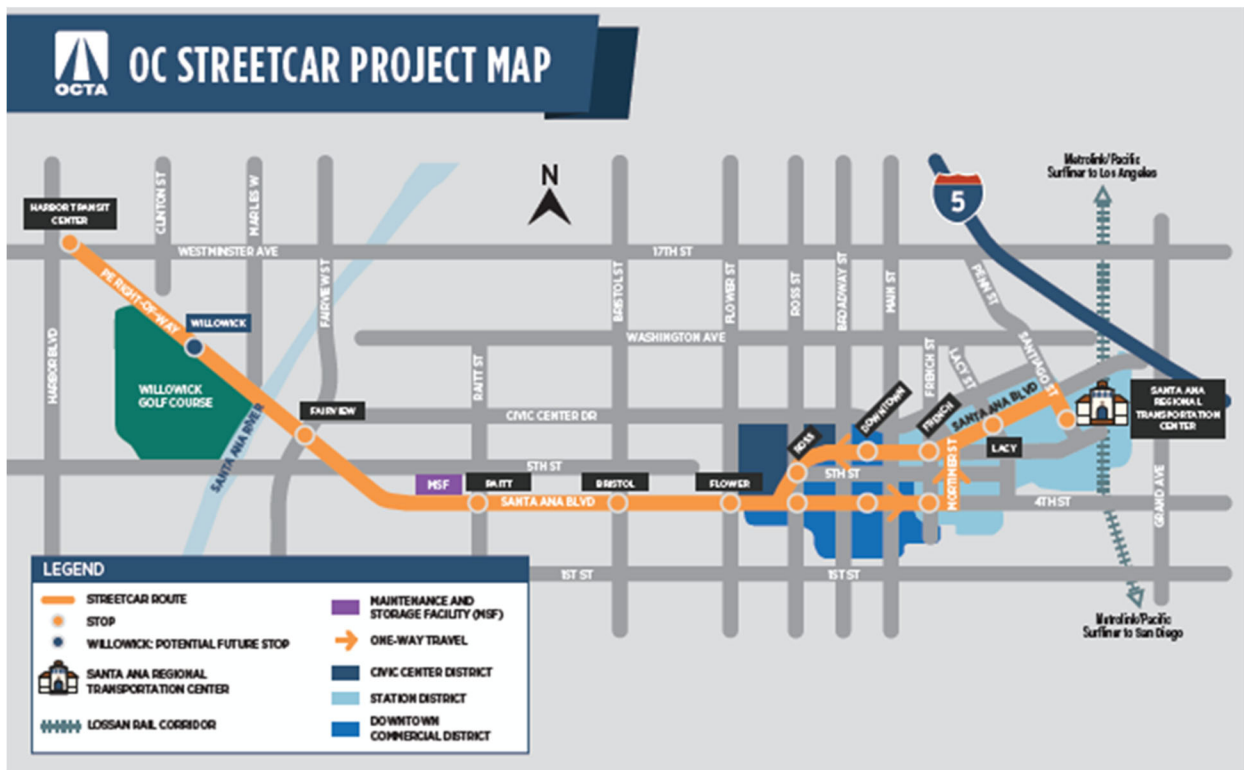 OCTA
OC STREETCAR PROJECT MAP
N
Metrolink/Pacific
Surfliner to Los Angeles
5
HARBOR TRANSIT
CENTER
CLINTON ST
FAIRVIEW ST
WESTMINSTER AVE
17TH ST
PE RIGHT-OF-WAY
HARBOR BLVD
WILLOWICK
WILLOWICK
GOLF COURSE
SANTA ANA RIVER
FAIRVIEW
RAITT ST
BRISTOL ST
FLOWER ST
ROSS ST
BROADWAY ST
MAIN ST
PENN ST
WASHINGTON AVE
FRENCH ST
LACY ST
SANTIAGO ST
CIVIC CENTER DR
DOWNTOWN
FRENCH
SANTA ANA BLVD
SANTA ANA
REGIONAL
TRANSPORTATION
CENTER
ROSS
LACY
5TH ST
5TH ST
MORTIMER ST
MSF
RAITT
BRISTOL
FLOWER
SANTA ANA BLVD
4TH ST
GRAND AVE
1ST ST
1ST ST
Metrolink/Pacific
Surfliner to San Diego
LEGEND
STREETCAR ROUTE
STOP
WILLOWICK: POTENTIAL FUTURE STOP
SANTA ANA REGIONAL
TRANSPORTATION CENTER
LOSSAN RAIL CORRIDOR
MAINTENANCE AND
STORAGE FACILITY (MSF)
ONE-WAY TRAVEL
CIVIC CENTER DISTRICT
STATION DISTRICT
DOWNTOWN
COMMERCIAL DISTRICT